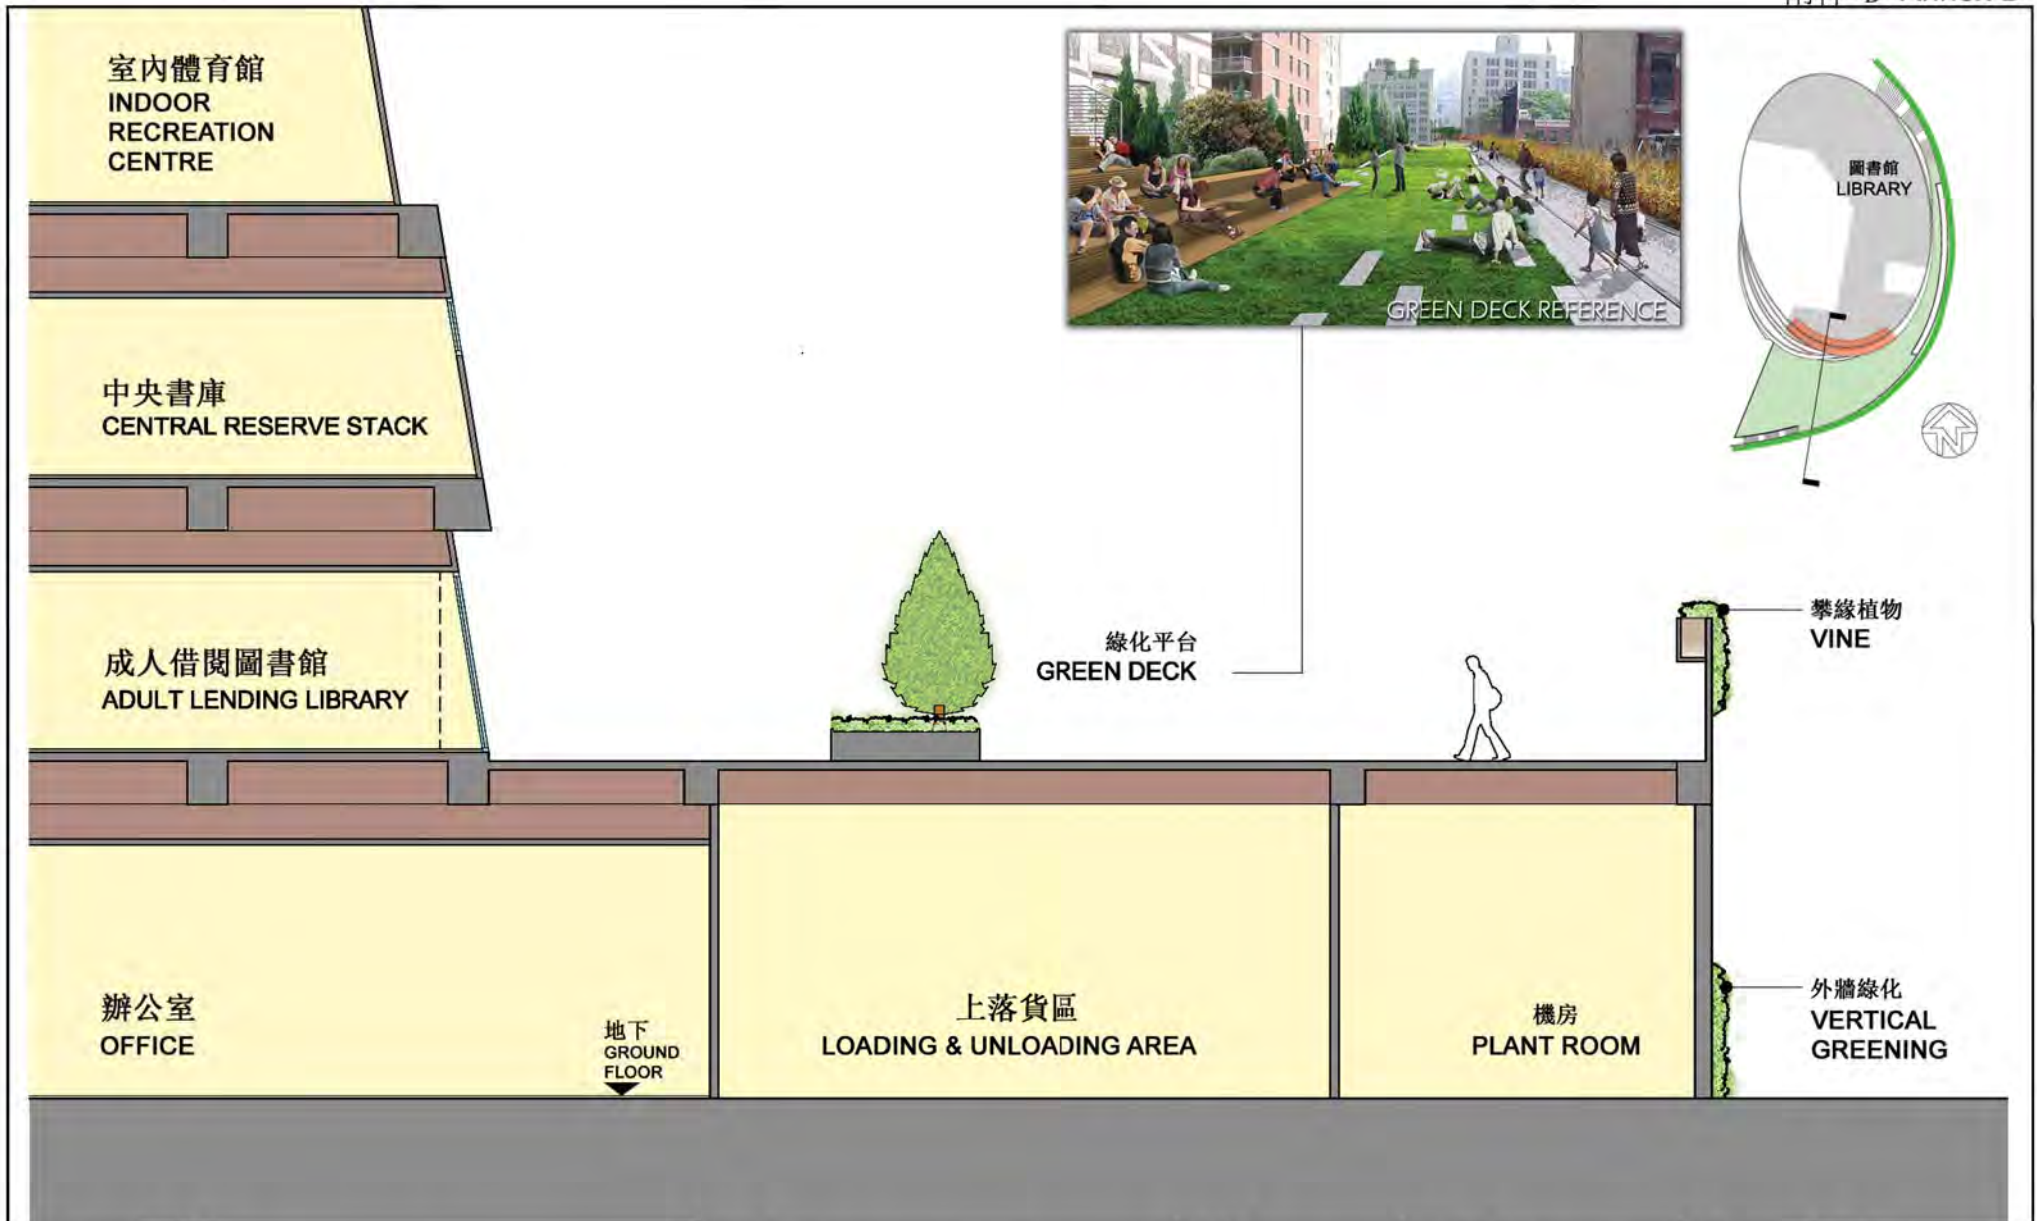 室內體育館
INDOOR
RECREATION
CENTRE
中央書庫
CENTRAL RESERVE STACK
成人借閱圖書館
ADULT LENDING LIBRARY
辦公室
OFFICE
地下
GROUND
FLOOR
上落貨區
LOADING & UNLOADING AREA
機房
PLANT ROOM
綠化平台
GREEN DECK
GREEN DECK REFERENCE
圖書館
LIBRARY
N
攀緣植物
VINE
外牆綠化
VERTICAL
GREENING